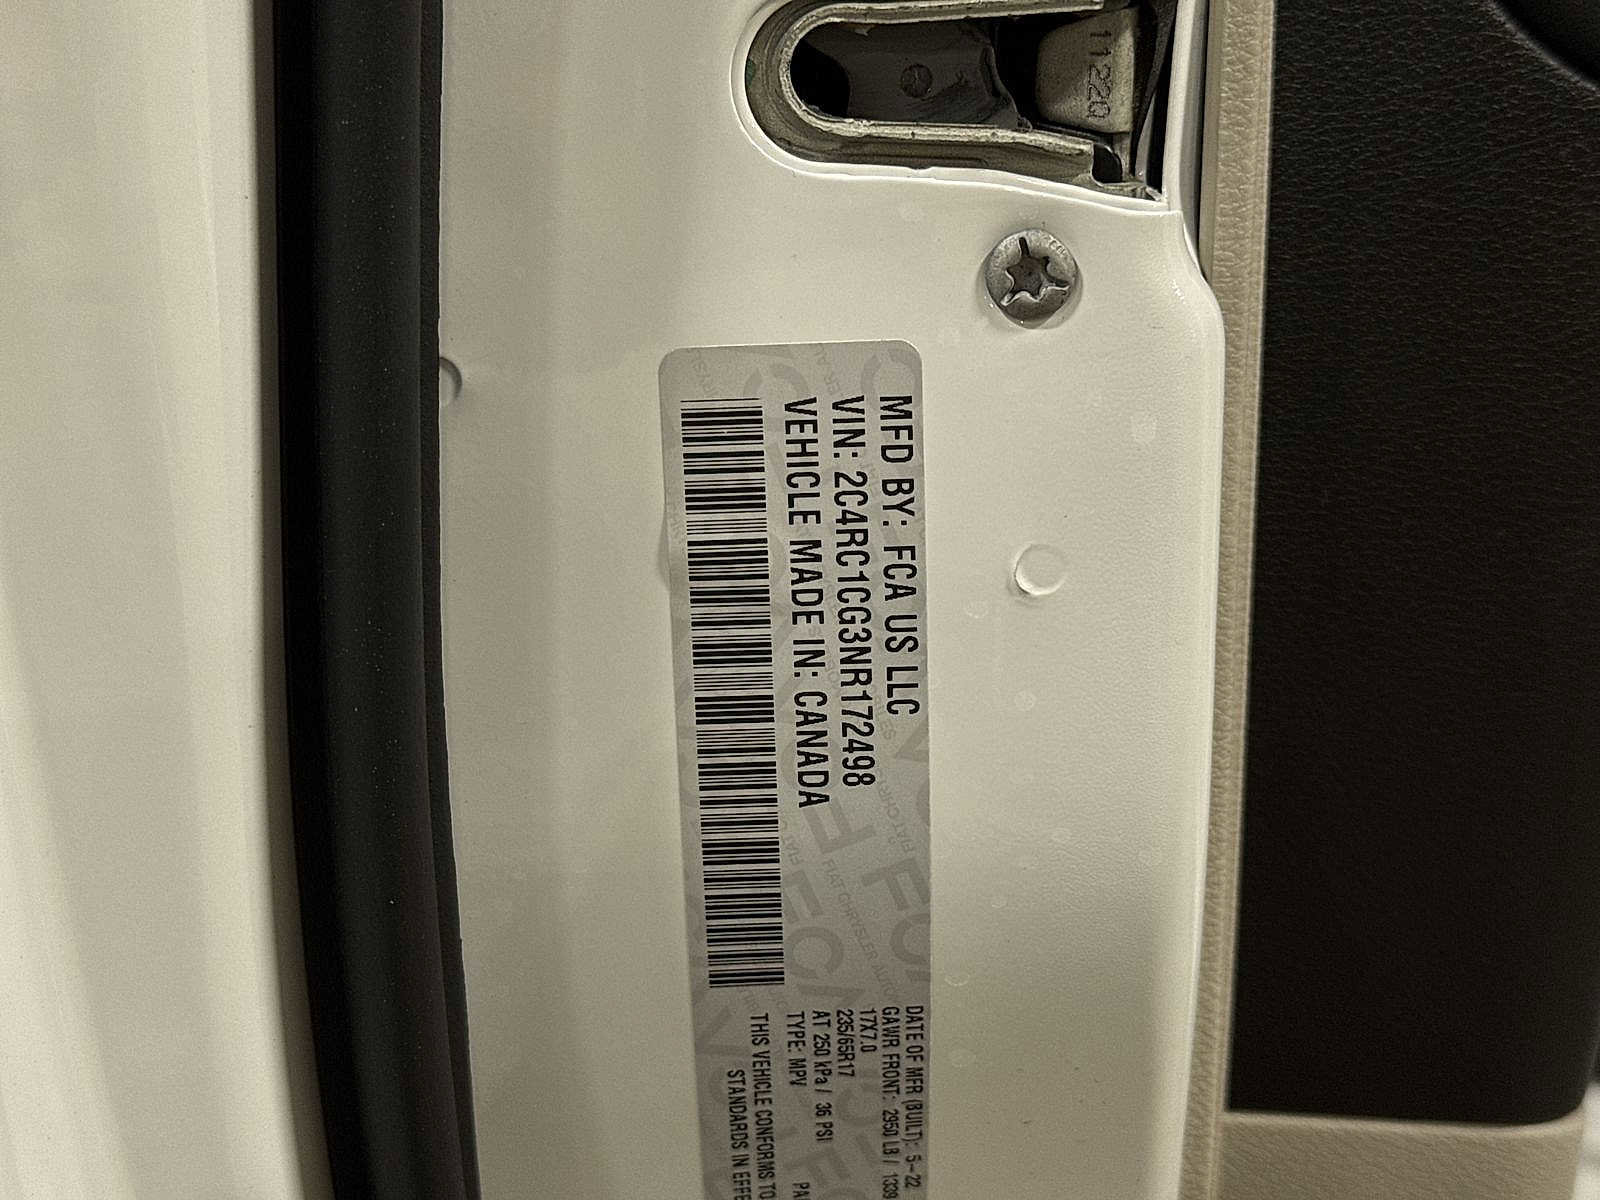 11220
MFD BY: FCA US LLC
VIN: 2C4RC1CG3NR172498
VEHICLE MADE IN: CANADA
DATE OF MFR (BUILT): 5-22
GAWR FRONT: 2950 LB / 1339
17X7.0
235/65R17
AT 250 kPa / 36 PSI
TYPE: MPV
THIS VEHICLE CONFORMS TO
STANDARDS IN EFFE